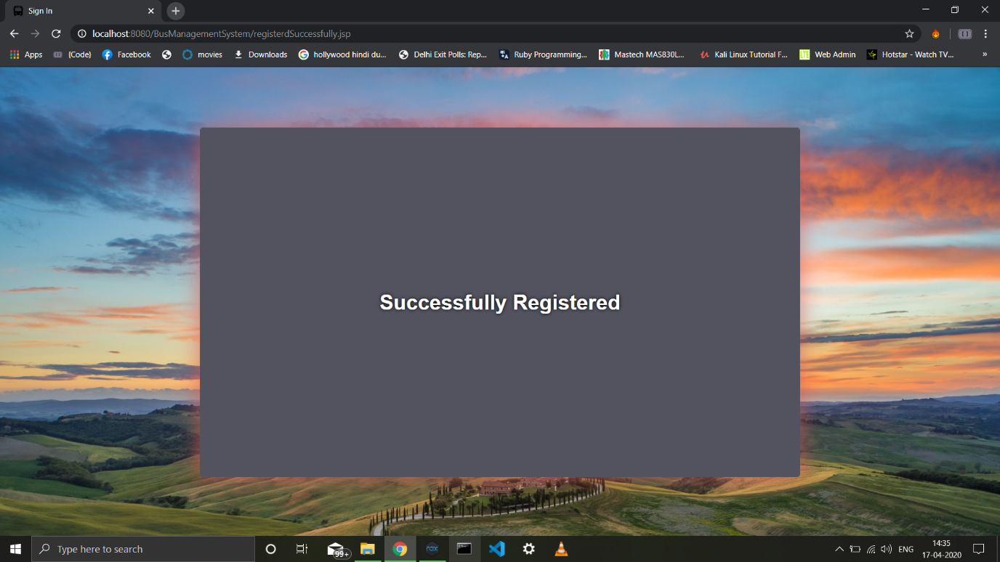 Sign In
localhost:8080/BusManagementSystem/registerdSuccessfully.jsp
Apps {Code} Facebook movies Downloads hollywood hindi du... Delhi Exit Polls: Rep... Ruby Programming... Mastech MAS830L... Kali Linux Tutorial F... LTE Web Admin Hotstar - Watch TV... »
Successfully Registered
Type here to search
99+
nox
ENG
14:35
17-04-2020